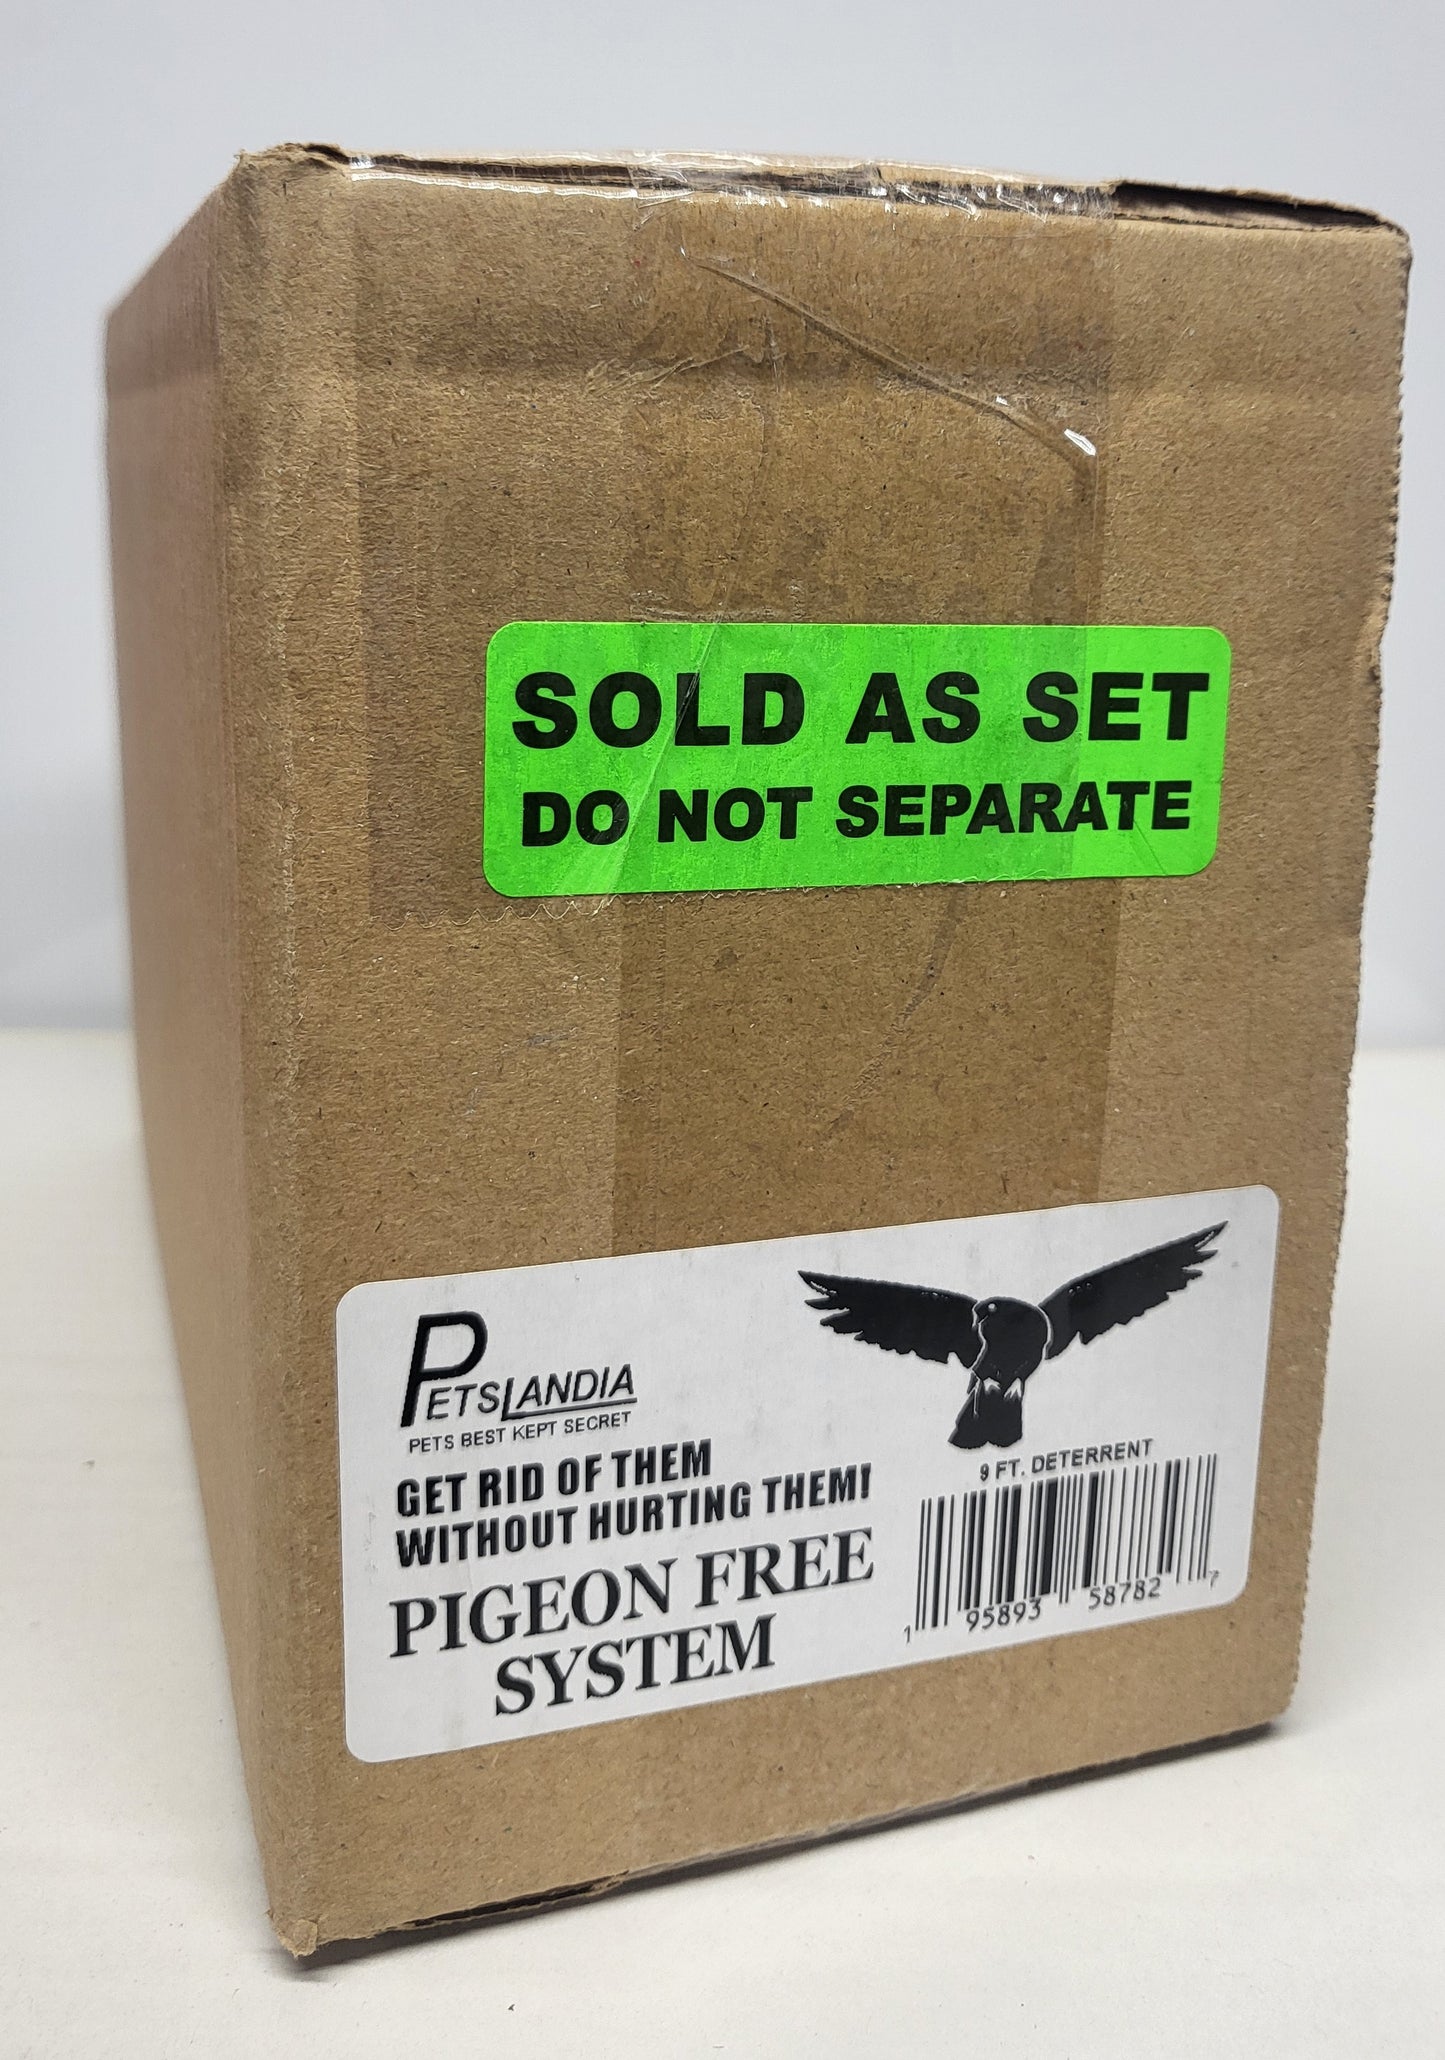 SOLD AS SET
DO NOT SEPARATE
PETSLANDIA
PETS BEST KEPT SECRET
GET RID OF THEM
WITHOUT HURTING THEM!
PIGEON FREE
SYSTEM
9 FT. DETERRENT
1 95893 58782 7